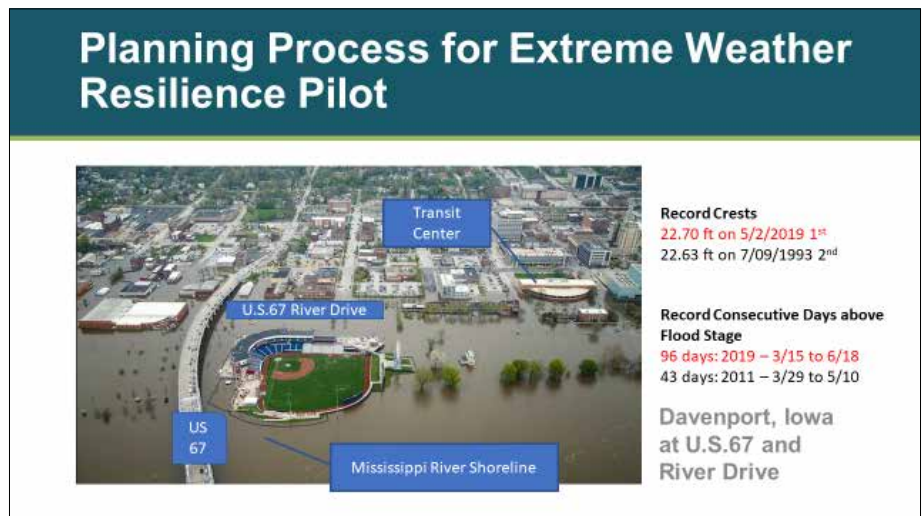 Planning Process for Extreme Weather
Resilience Pilot
Transit
Center
U.S.67 River Drive
US
67
Mississippi River Shoreline
Record Crests
22.70 ft on 5/2/2019 1st
22.63 ft on 7/09/1993 2nd
Record Consecutive Days above
Flood Stage
96 days: 2019 – 3/15 to 6/18
43 days: 2011 – 3/29 to 5/10
Davenport, Iowa
at U.S.67 and
River Drive